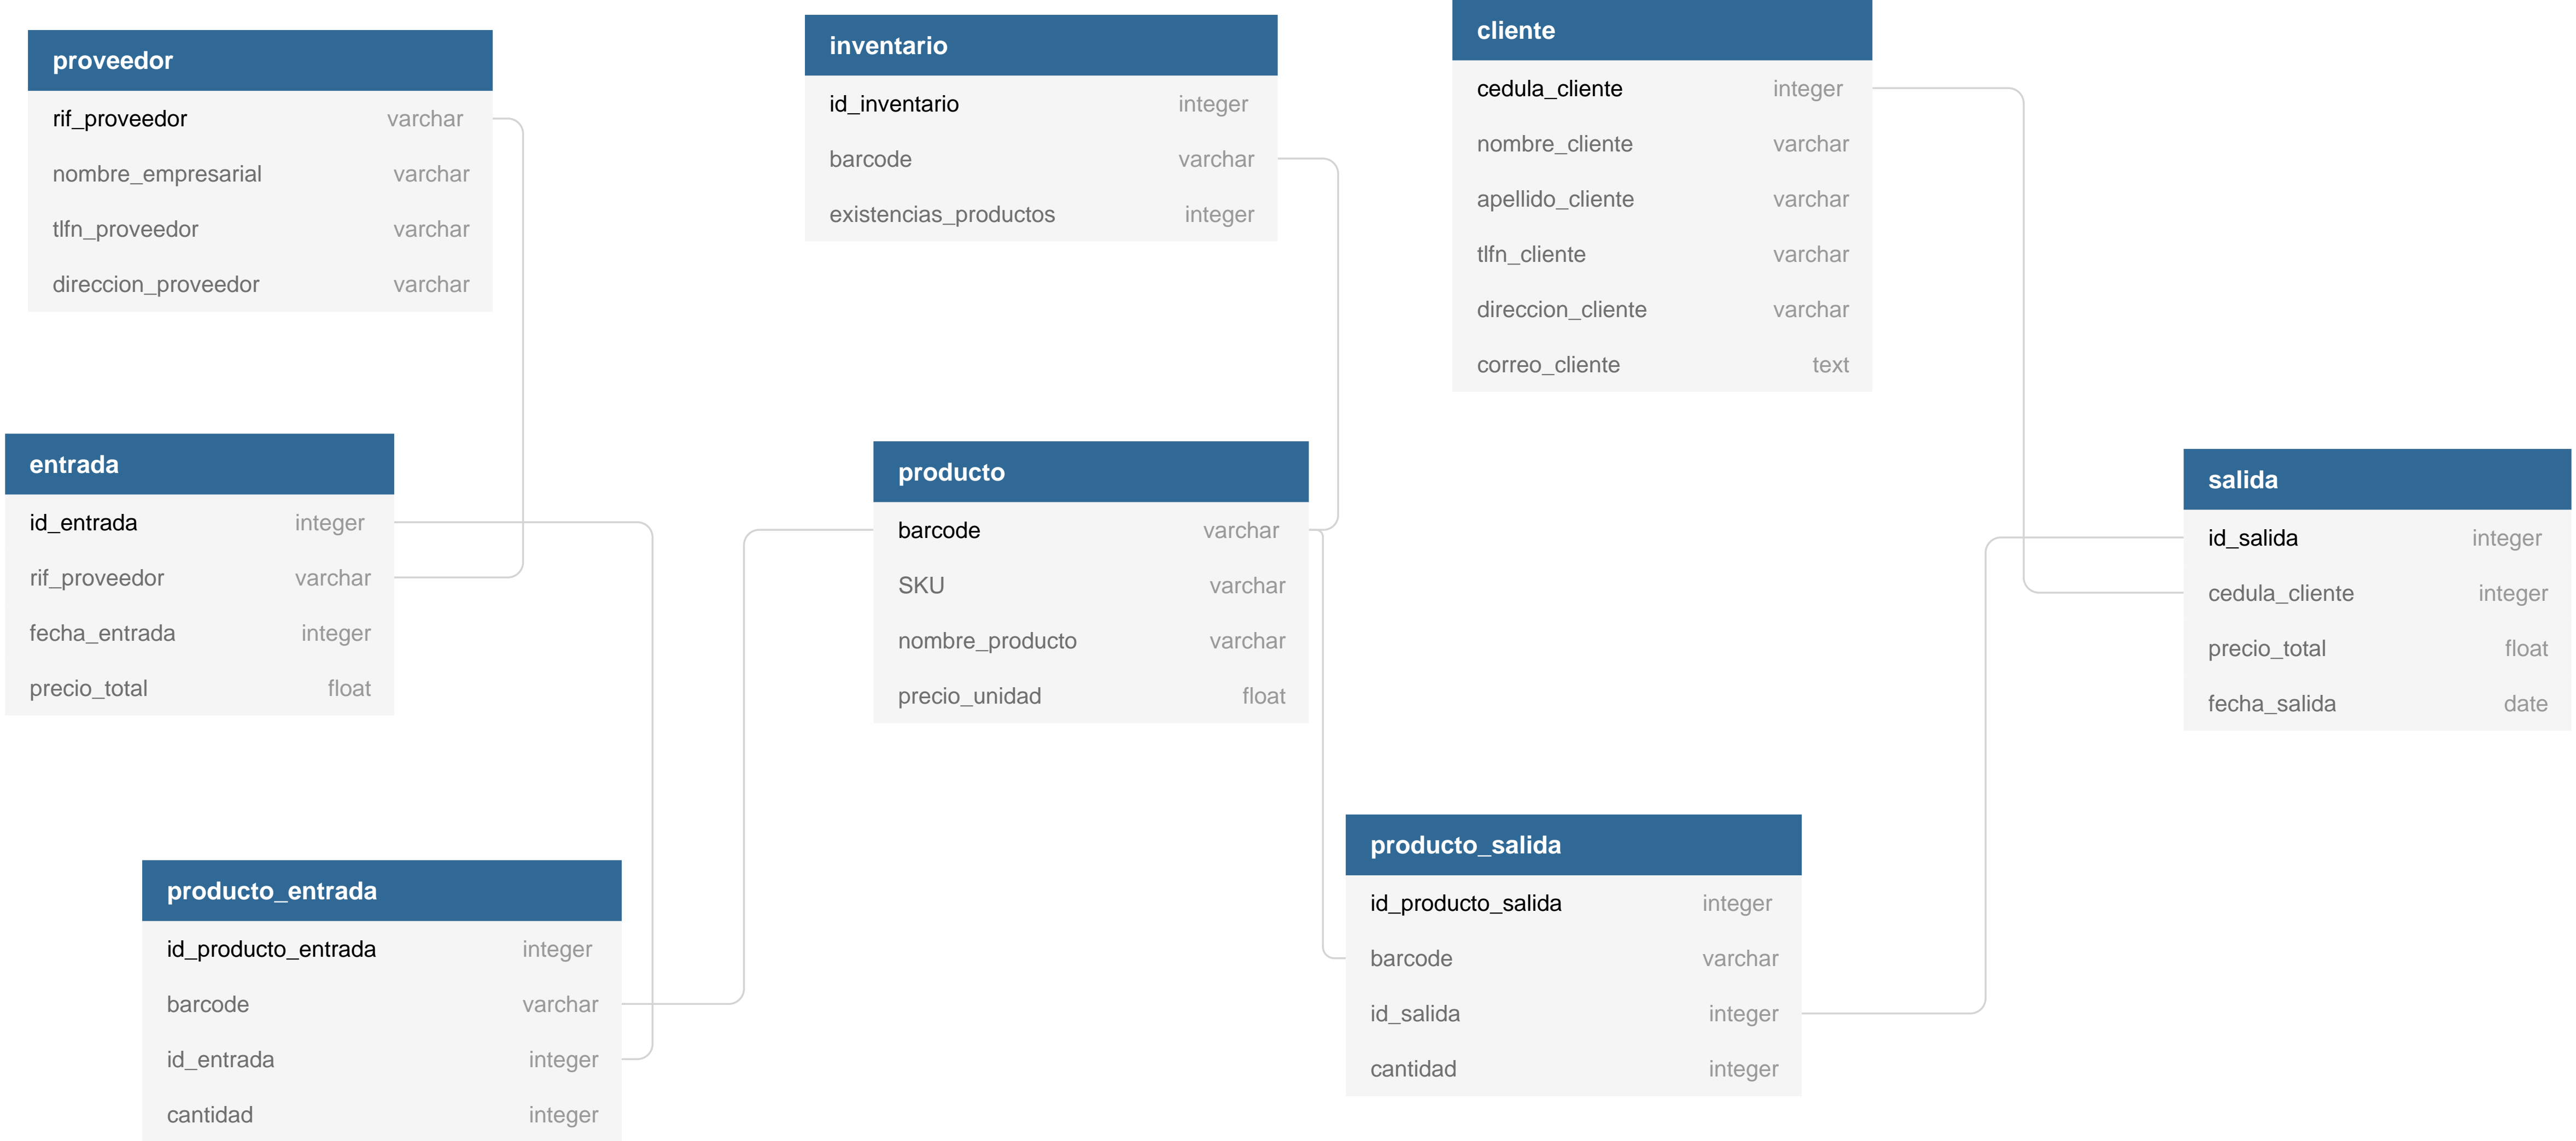 proveedor
rif_proveedor varchar
nombre_empresarial varchar
tlfn_proveedor varchar
direccion_proveedor varchar
inventario
id_inventario integer
barcode varchar
existencias_productos integer
cliente
cedula_cliente integer
nombre_cliente varchar
apellido_cliente varchar
tlfn_cliente varchar
direccion_cliente varchar
correo_cliente text
entrada
id_entrada integer
rif_proveedor varchar
fecha_entrada integer
precio_total float
producto
barcode varchar
SKU varchar
nombre_producto varchar
precio_unidad float
salida
id_salida integer
cedula_cliente integer
precio_total float
fecha_salida date
producto_entrada
id_producto_entrada integer
barcode varchar
id_entrada integer
cantidad integer
producto_salida
id_producto_salida integer
barcode varchar
id_salida integer
cantidad integer